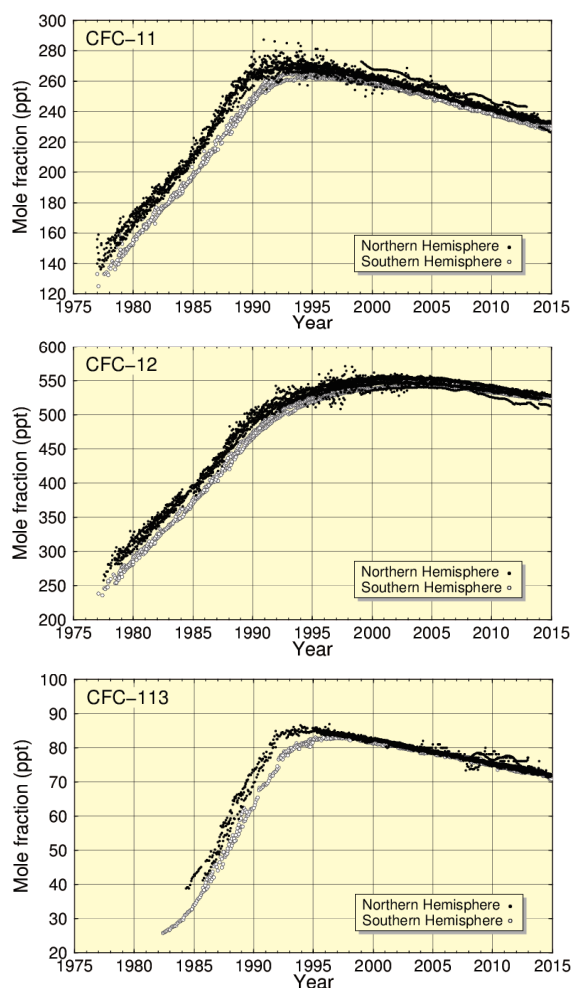 CFC-11
Mole fraction (ppt)
300
280
260
240
220
200
180
160
140
120
Northern Hemisphere
Southern Hemisphere
1975 1980 1985 1990 1995 2000 2005 2010 2015
Year
CFC-12
Mole fraction (ppt)
600
550
500
450
400
350
300
250
200
Northern Hemisphere
Southern Hemisphere
1975 1980 1985 1990 1995 2000 2005 2010 2015
Year
CFC-113
Mole fraction (ppt)
100
90
80
70
60
50
40
30
20
Northern Hemisphere
Southern Hemisphere
1975 1980 1985 1990 1995 2000 2005 2010 2015
Year